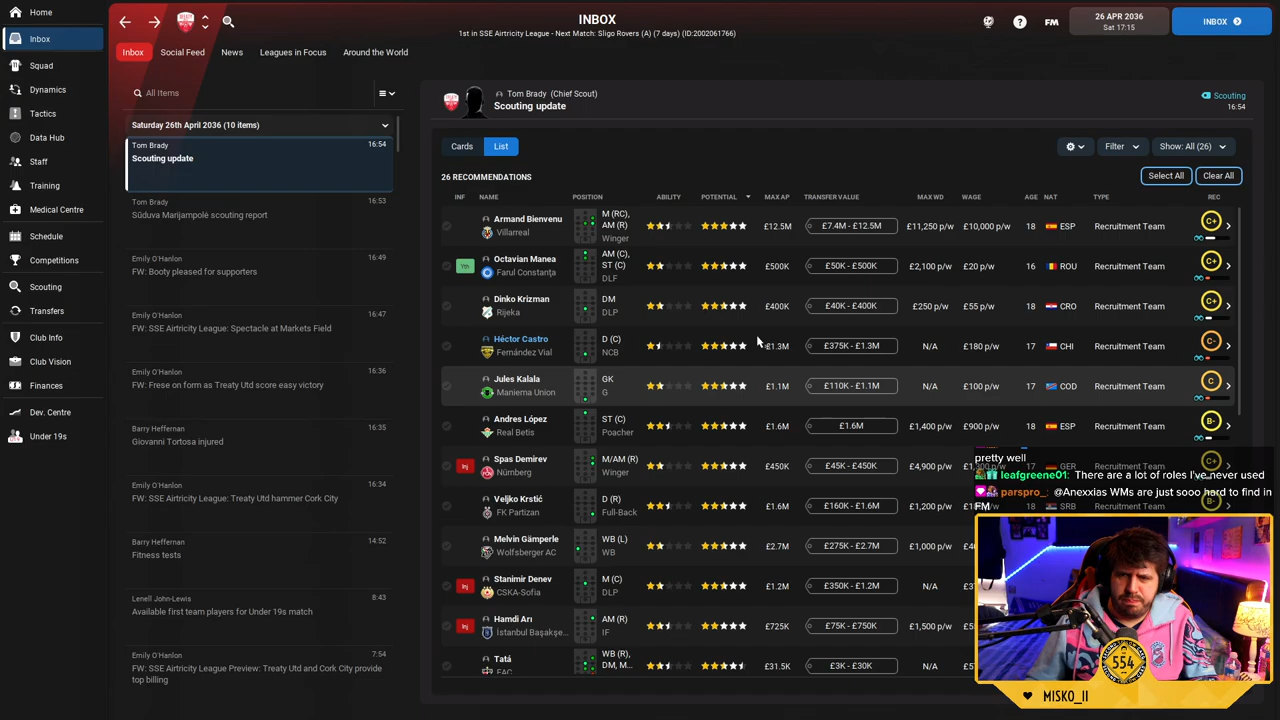 Home
Inbox
Squad
Dynamics
Tactics
Data Hub
Staff
Training
Medical Centre
Schedule
Competitions
Scouting
Transfers
Club Info
Club Vision
Finances
Dev. Centre
Under 19s
INBOX
1st in SSE Airtricity League - Next Match: Sligo Rovers (A) (7 days) (ID:2002061766)
FM
26 APR 2036
Sat 17:15
INBOX
Inbox Social Feed News Leagues in Focus Around the World
All Items
Saturday 26th April 2036 (10 items)
Tom Brady 16:54
Scouting update
Tom Brady 16:53
Sūduva Marijampolė scouting report
Emily O'Hanlon 16:49
FW: Booty pleased for supporters
Emily O'Hanlon 16:47
FW: SSE Airtricity League: Spectacle at Markets Field
Emily O'Hanlon 16:36
FW: Frese on form as Treaty Utd score easy victory
Barry Heffernan 16:35
Giovanni Tortosa injured
Emily O'Hanlon 16:34
FW: SSE Airtricity League: Treaty Utd hammer Cork City
Barry Heffernan 14:52
Fitness tests
Lenell John-Lewis 8:43
Available first team players for Under 19s match
Emily O'Hanlon 7:54
FW: SSE Airtricity League Preview: Treaty Utd and Cork City provide
top billing
Tom Brady (Chief Scout)
Scouting update
Scouting
16:54
Cards List
Filter Show: All (26)
26 RECOMMENDATIONS
Select All Clear All
INF NAME POSITION ABILITY POTENTIAL MAX AP TRANSFER VALUE MAX WD WAGE AGE NAT TYPE REC
Armand Bienvenu M (RC), AM (R) £12.5M £7.4M - £12.5M £11,250 p/w £10,000 p/w 18 ESP Recruitment Team C+
Villarreal Winger
Ynt Octavian Manea AM (C), ST (C) £500K £50K - £500K £2,100 p/w £20 p/w 16 ROU Recruitment Team C+
Farul Constanţa DLF
Dinko Krizman DM £400K £40K - £400K £250 p/w £55 p/w 18 CRO Recruitment Team C+
Rijeka DLP
Héctor Castro D (C) £1.3M £375K - £1.3M N/A £180 p/w 17 CHI Recruitment Team C-
Fernández Vial NCB
Jules Kalala GK £1.1M £110K - £1.1M N/A £100 p/w 17 COD Recruitment Team C
Maniema Union G
Andres López ST (C) £1.6M £1.6M £1,400 p/w £900 p/w 18 ESP Recruitment Team B-
Real Betis Poacher
Inj Spas Demirev M/AM (R) £450K £45K - £450K £4,900 p/w £1,300 p/w 17 GER Recruitment Team C+
Nürnberg Winger
Veljko Krstić D (R) £1.6M £160K - £1.6M £1,200 p/w 18 SRB Recruitment Team
FK Partizan Full-Back
Melvin Gämperle WB (L) £2.7M £275K - £2.7M £1,000 p/w
Wolfsberger AC WB
Inj Stanimir Denev M (C) £1.2M £350K - £1.2M N/A
CSKA-Sofia DLP
Inj Hamdi Arı AM (R) £725K £75K - £750K £1,500 p/w
İstanbul Başakşe... IF
Tatá WB (R), DM, M... £31.5K £3K - £30K N/A
EAC
pretty well
leafgreene01: There are a lot of roles I've never used
parspro_: @Anexxias WMs are just sooo hard to find in
FM
554
MISKO_II